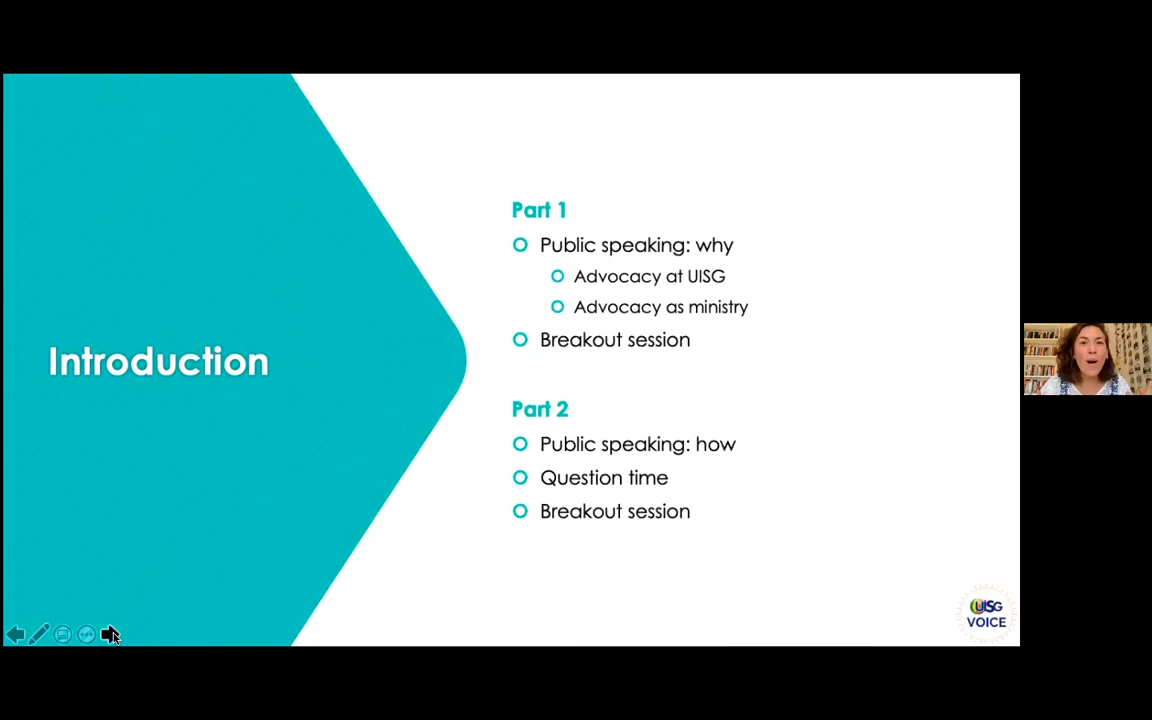 Introduction
Part 1
Public speaking: why
Advocacy at UISG
Advocacy as ministry
Breakout session
Part 2
Public speaking: how
Question time
Breakout session
UISG
VOICE